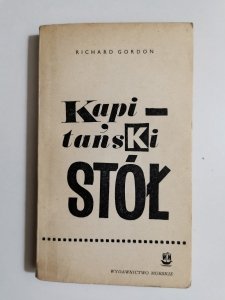 RICHARD GORDON
Kapi-
tańsKi
STÓŁ
WYDAWNICTWO MORSKIE